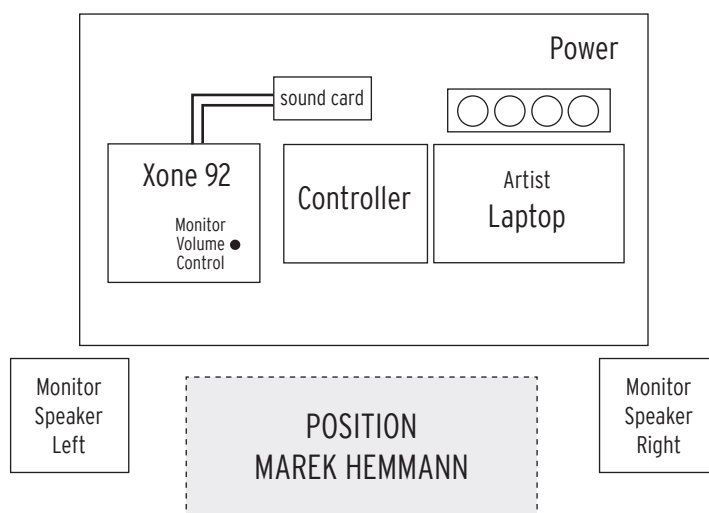 Power
sound card
Xone 92
Monitor
Volume
Control
Controller
Artist
Laptop
Monitor
Speaker
Left
POSITION
MAREK HEMMANN
Monitor
Speaker
Right